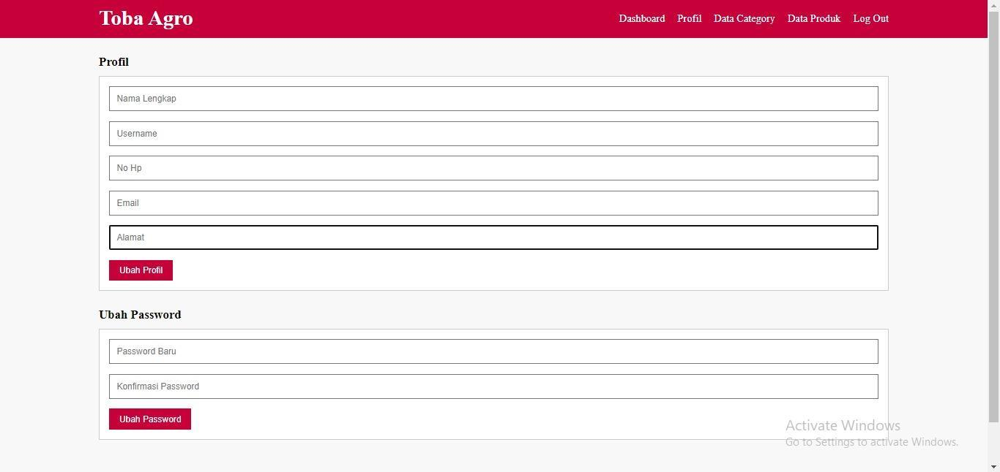 Toba Agro
Dashboard Profil Data Category Data Produk Log Out
Profil
Nama Lengkap
Username
No Hp
Email
Alamat
Ubah Profil
Ubah Password
Password Baru
Konfirmasi Password
Ubah Password
Activate Windows
Go to Settings to activate Windows.